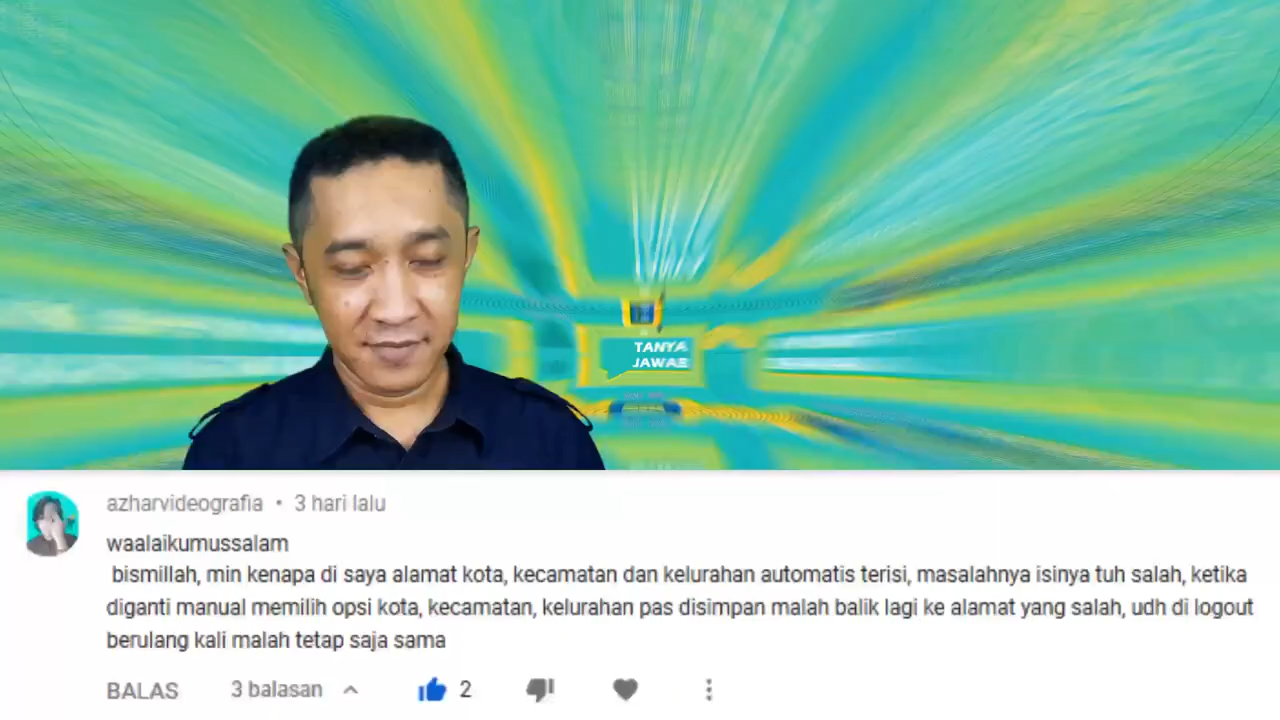 TANYA
JAWAB
azharvideografia • 3 hari lalu
waalaikumussalam
bismillah, min kenapa di saya alamat kota, kecamatan dan kelurahan automatis terisi, masalahnya isinya tuh salah, ketika
diganti manual memilih opsi kota, kecamatan, kelurahan pas disimpan malah balik lagi ke alamat yang salah, udh di logout
berulang kali malah tetap saja sama
BALAS 3 balasan 2